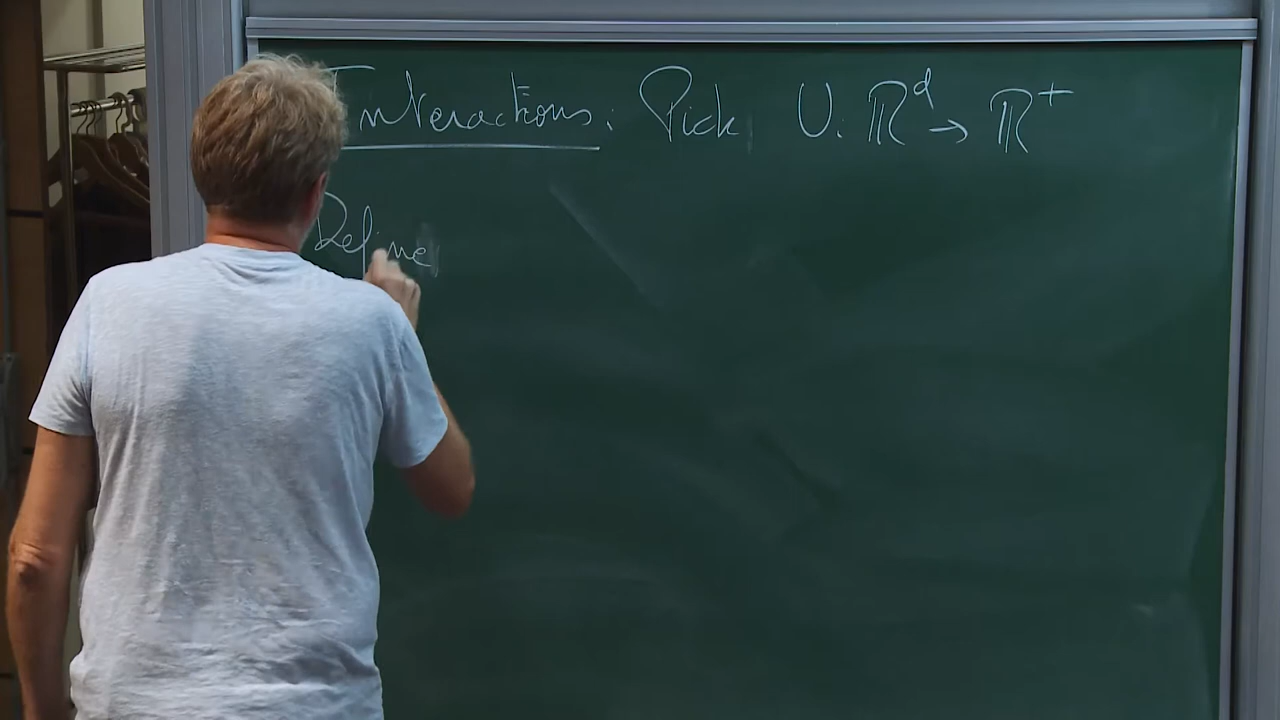 Interactions: Pick U: ℝᵈ → ℝ⁺
Define